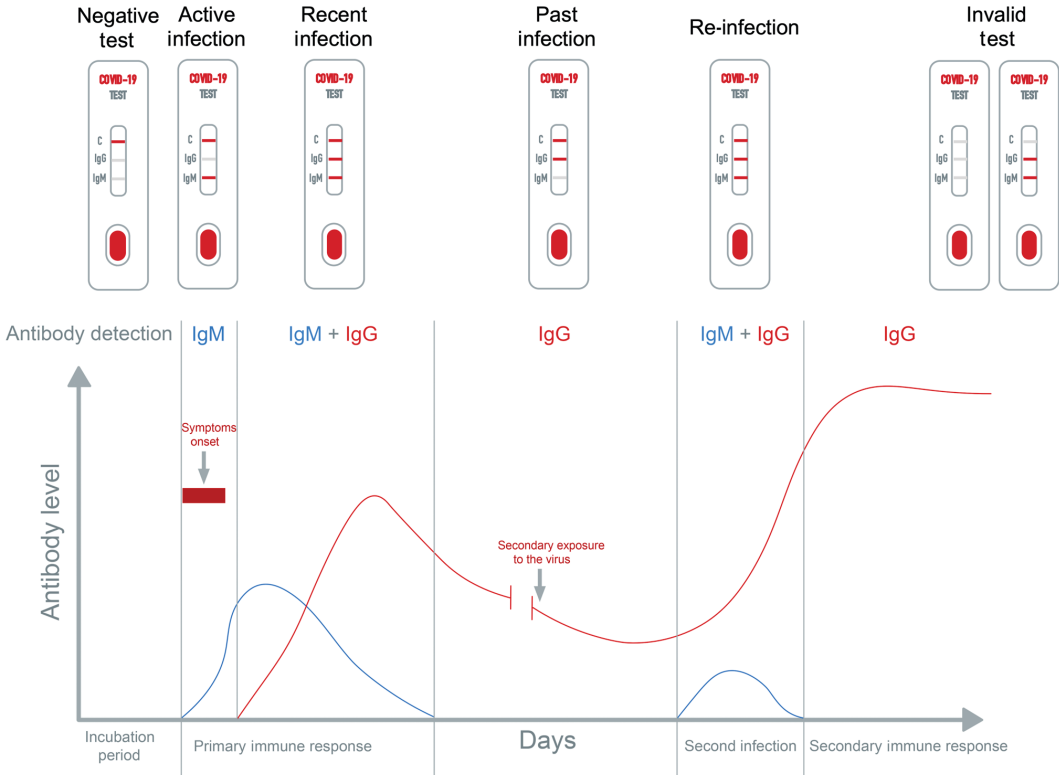 Negative
test
Active
infection
Recent
infection
Past
infection
Re-infection
Invalid
test
COVID-19
TEST
C
IgG
IgM
COVID-19
TEST
C
IgG
IgM
COVID-19
TEST
C
IgG
IgM
COVID-19
TEST
C
IgG
IgM
COVID-19
TEST
C
IgG
IgM
COVID-19
TEST
C
IgG
IgM
COVID-19
TEST
C
IgG
IgM
Antibody detection
IgM
IgM + IgG
IgG
IgM + IgG
IgG
Antibody level
Symptoms
onset
Secondary exposure
to the virus
Incubation
period
Primary immune response
Days
Second infection
Secondary immune response